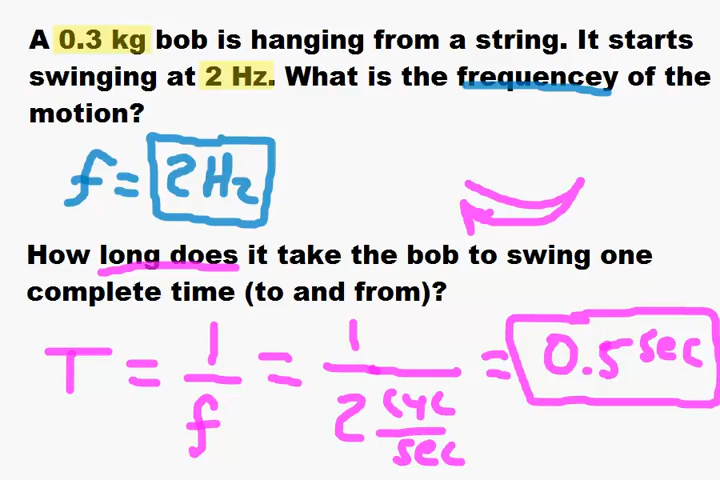 A 0.3 kg bob is hanging from a string. It starts
swinging at 2 Hz. What is the frequencey of the
motion?
f = 2Hz
How long does it take the bob to swing one
complete time (to and from)?
T = 1/f = 1/(2 cyc/sec) = 0.5 sec